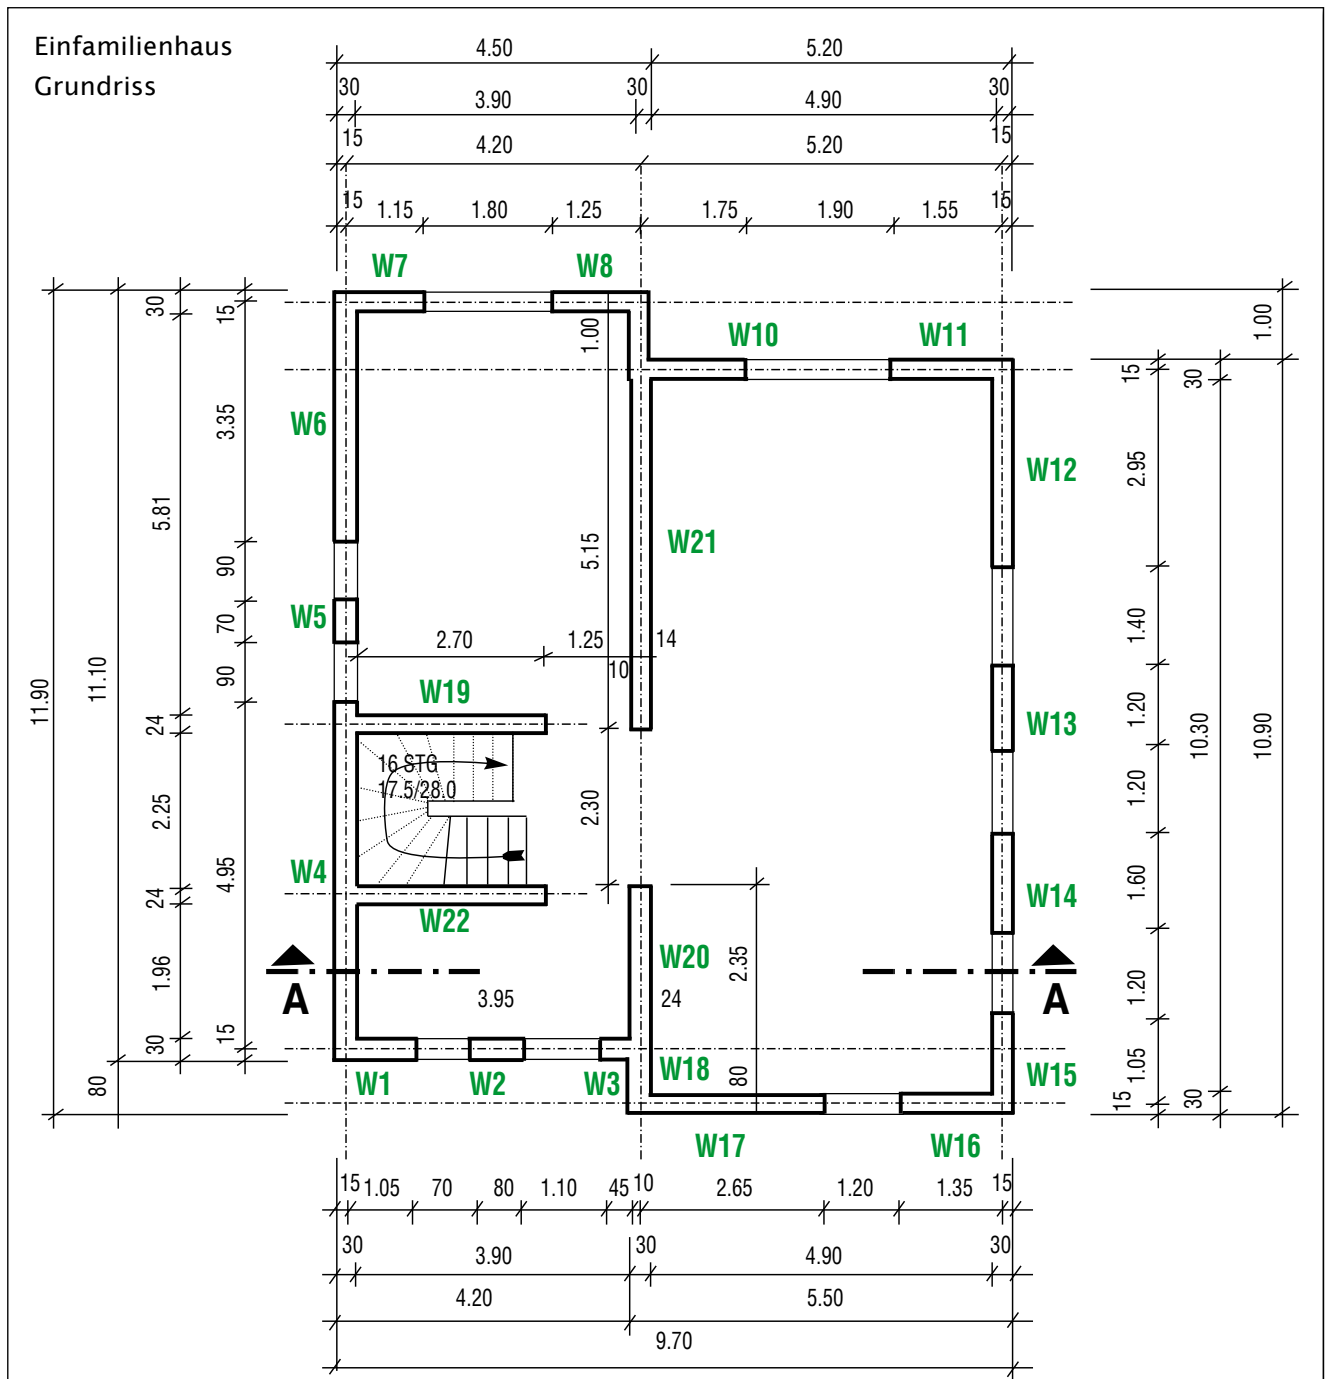 Einfamilienhaus
Grundriss
4.50 5.20
30 3.90 30 4.90 30
15 4.20 5.20 15
15 1.15 1.80 1.25 1.75 1.90 1.55 15
W7 W8
30 15 1.00 1.00
W10 W11
15 30
W6 3.35 W12 2.95
5.81 5.15 W21
90
W5 70 2.70 1.25 14 1.40
10
11.90 11.10 90
W19 W13
24 1.20 10.30 10.90
16 STG
17.5/28.0
2.25 2.30 1.20
W4 4.95 W14 1.60
24 W22
W20 2.35
1.96 3.95 24 1.20
A A
30 15
80 W1 W2 W3 W18 80 W15 1.05
15 30
W17 W16
15 1.05 70 80 1.10 45 10 2.65 1.20 1.35 15
30 3.90 30 4.90 30
4.20 5.50
9.70